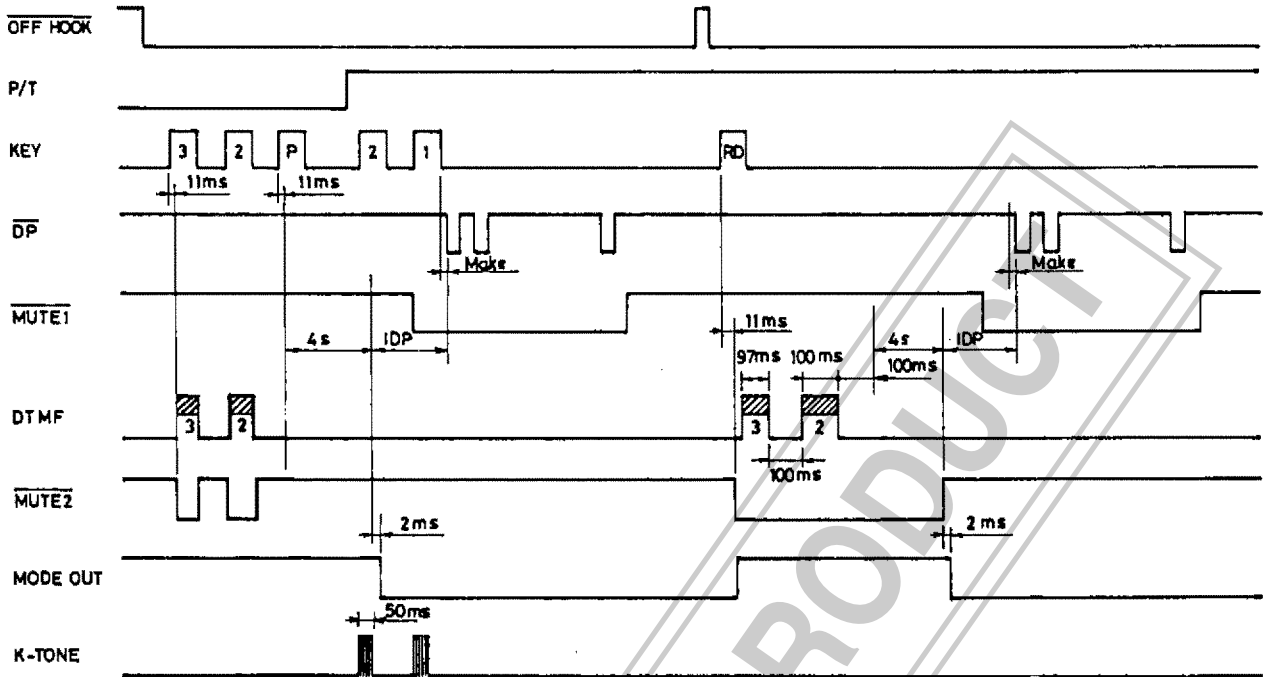 OFF HOOK
P/T
KEY
3 2 P 2 1 RD
11ms 11ms
DP
Make Make
MUTE1
11ms
4s IDP 4s IDP
97ms 100ms 100ms
DTMF
3 2 3 2
100ms
MUTE2
2ms 2ms
MODE OUT
50ms
K-TONE
RODUCT